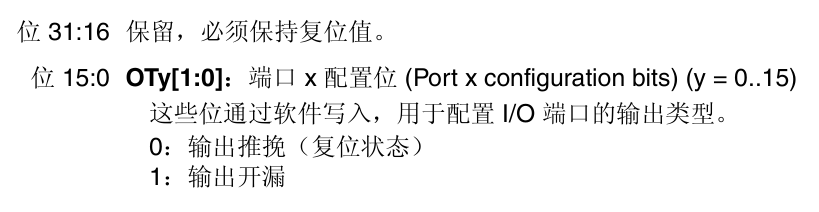 位 31:16 保留，必须保持复位值。
位 15:0 OTy[1:0]：端口 x 配置位 (Port x configuration bits) (y = 0..15)
这些位通过软件写入，用于配置 I/O 端口的输出类型。
0：输出推挽（复位状态）
1：输出开漏